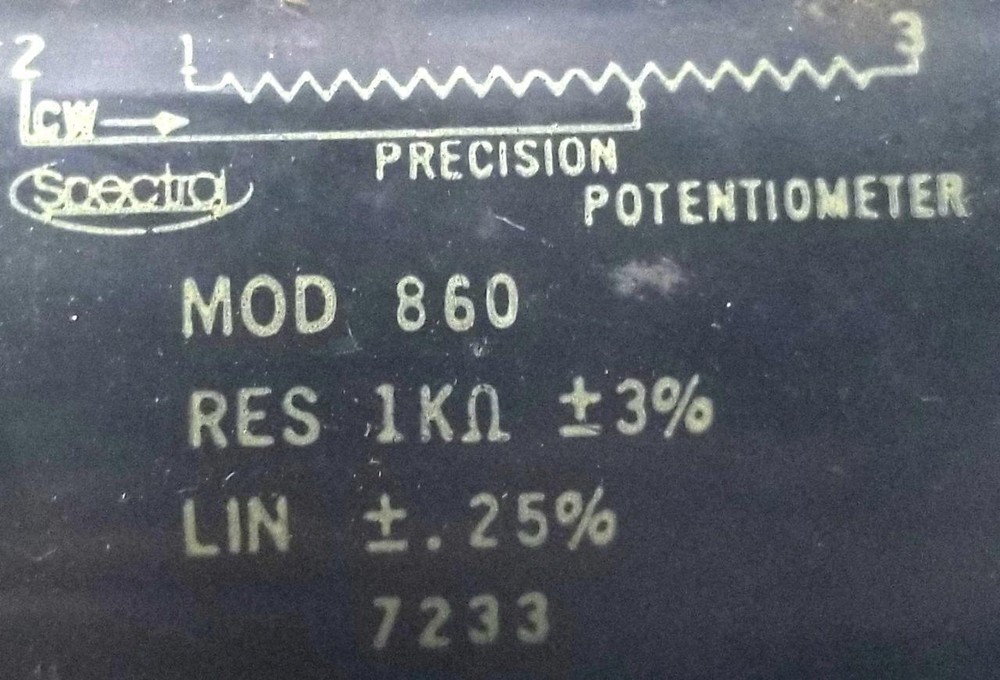 2 1 3
CW
PRECISION
Spectrol
POTENTIOMETER
MOD 860
RES 1KΩ ±3%
LIN ±.25%
7233